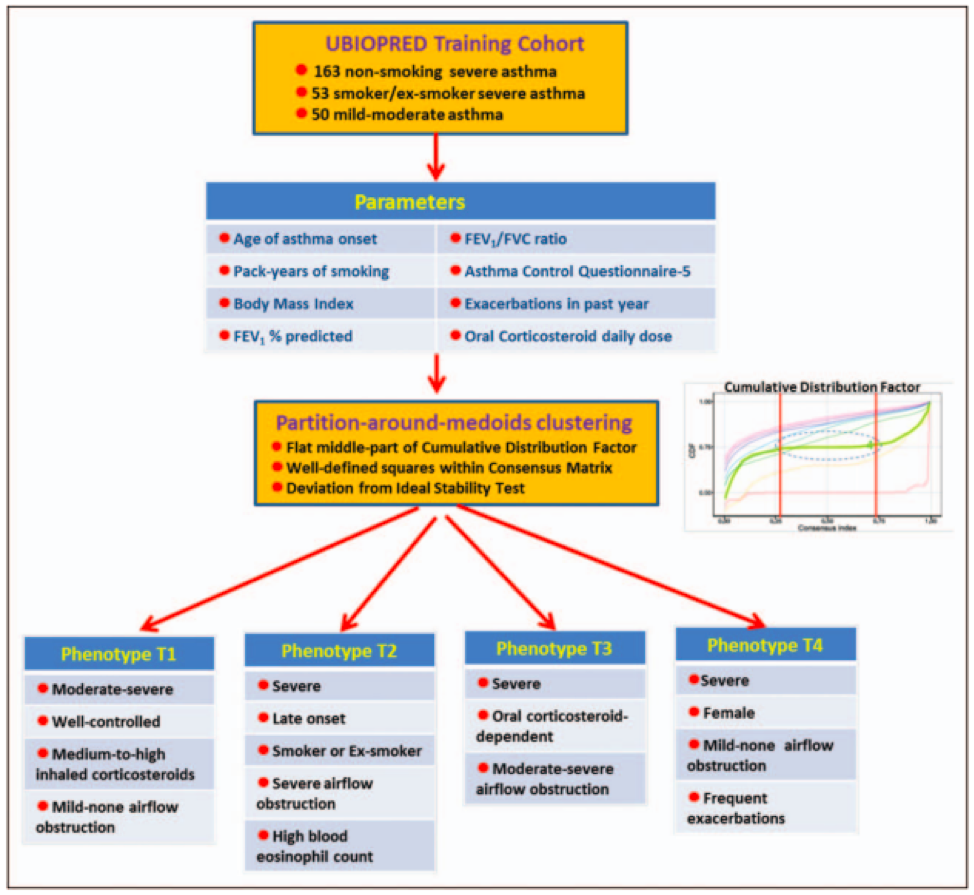 UBIOPRED Training Cohort
163 non-smoking severe asthma
53 smoker/ex-smoker severe asthma
50 mild-moderate asthma
Parameters
Age of asthma onset
FEV₁/FVC ratio
Pack-years of smoking
Asthma Control Questionnaire-5
Body Mass Index
Exacerbations in past year
FEV₁ % predicted
Oral Corticosteroid daily dose
Partition-around-medoids clustering
Flat middle-part of Cumulative Distribution Factor
Well-defined squares within Consensus Matrix
Deviation from Ideal Stability Test
Cumulative Distribution Factor
1.00
0.75
0.50
CDF
0.00 0.25 0.50 0.75 1.00
Consensus Index
Phenotype T1
Moderate-severe
Well-controlled
Medium-to-high
inhaled corticosteroids
Mild-none airflow
obstruction
Phenotype T2
Severe
Late onset
Smoker or Ex-smoker
Severe airflow
obstruction
High blood
eosinophil count
Phenotype T3
Severe
Oral corticosteroid-
dependent
Moderate-severe
airflow obstruction
Phenotype T4
Severe
Female
Mild-none airflow
obstruction
Frequent
exacerbations